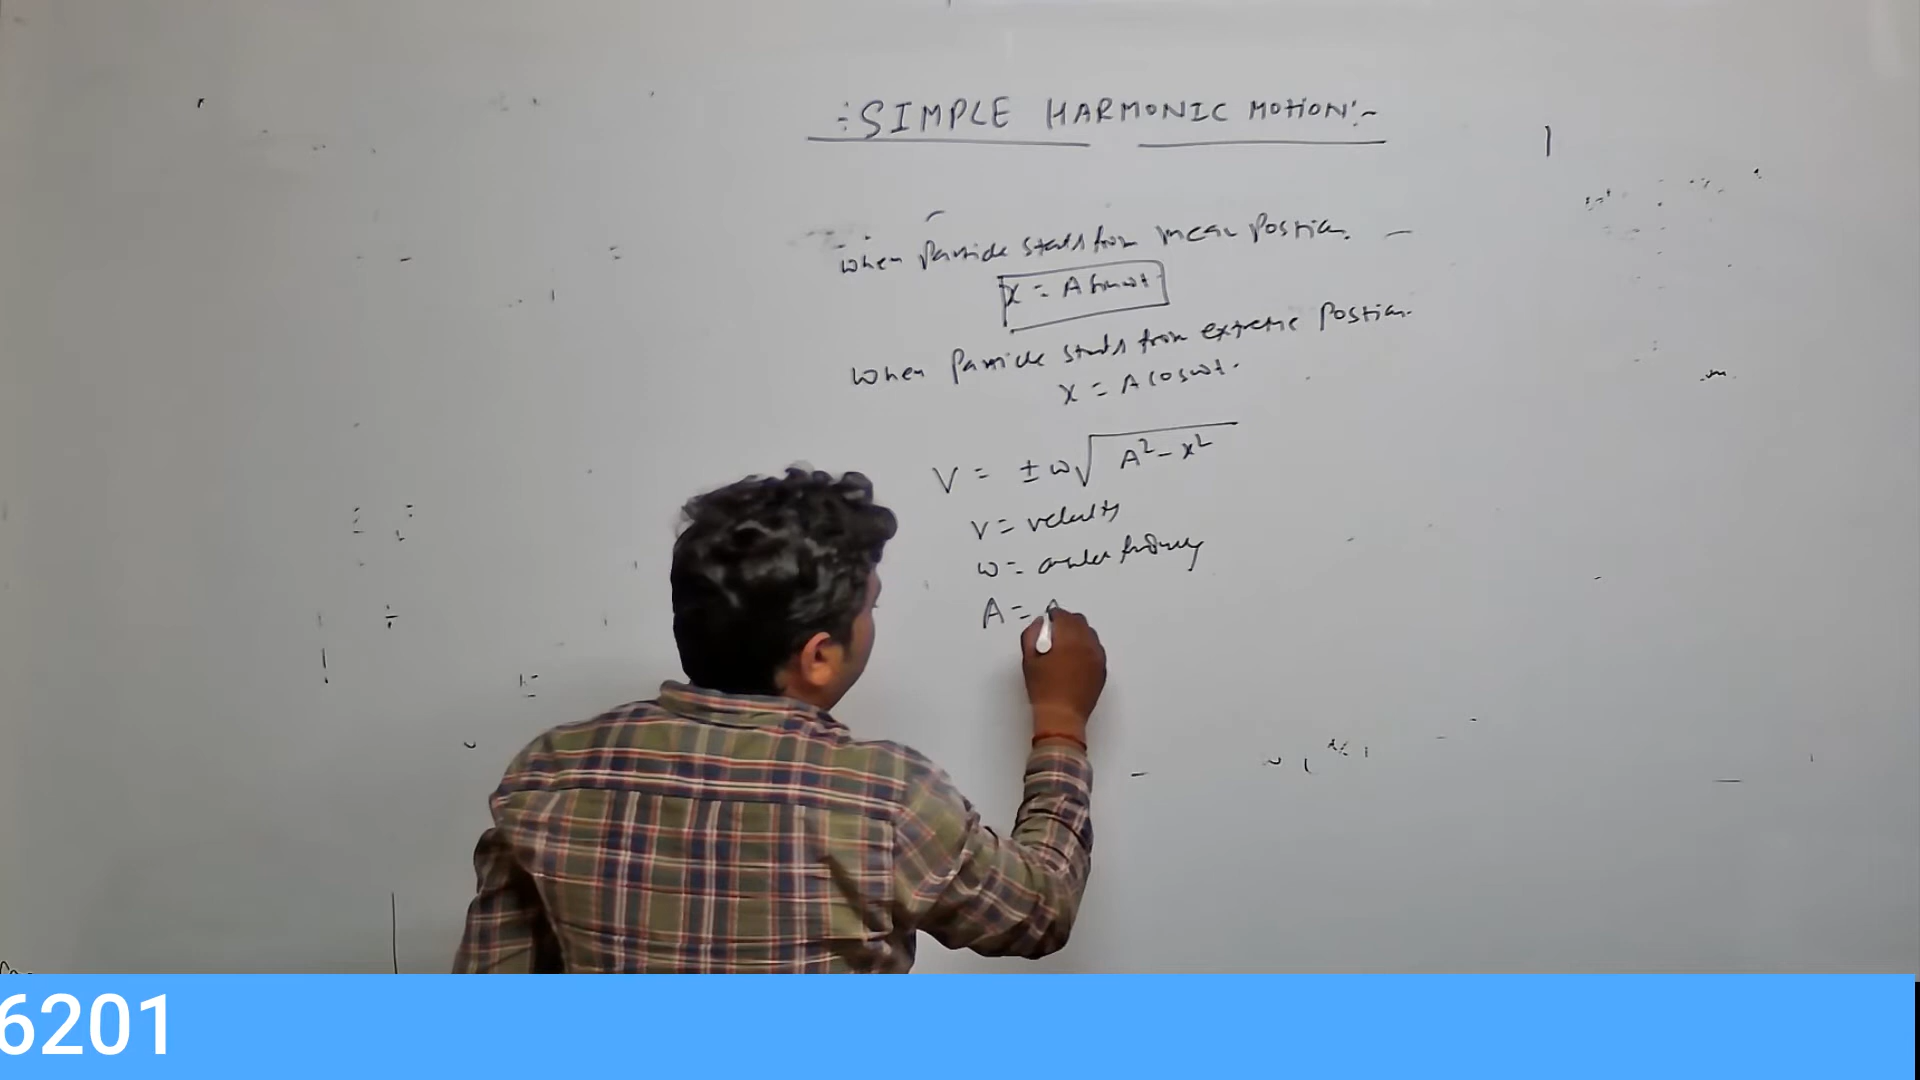 :SIMPLE HARMONIC MOTION:-
When Particle starts from mean Position. -
x = A sinωt
When Particle starts from extreme Position.
x = A cosωt.
V = ± ω√A²-x²
V = velocity
ω = angular frequency
A = A
6201